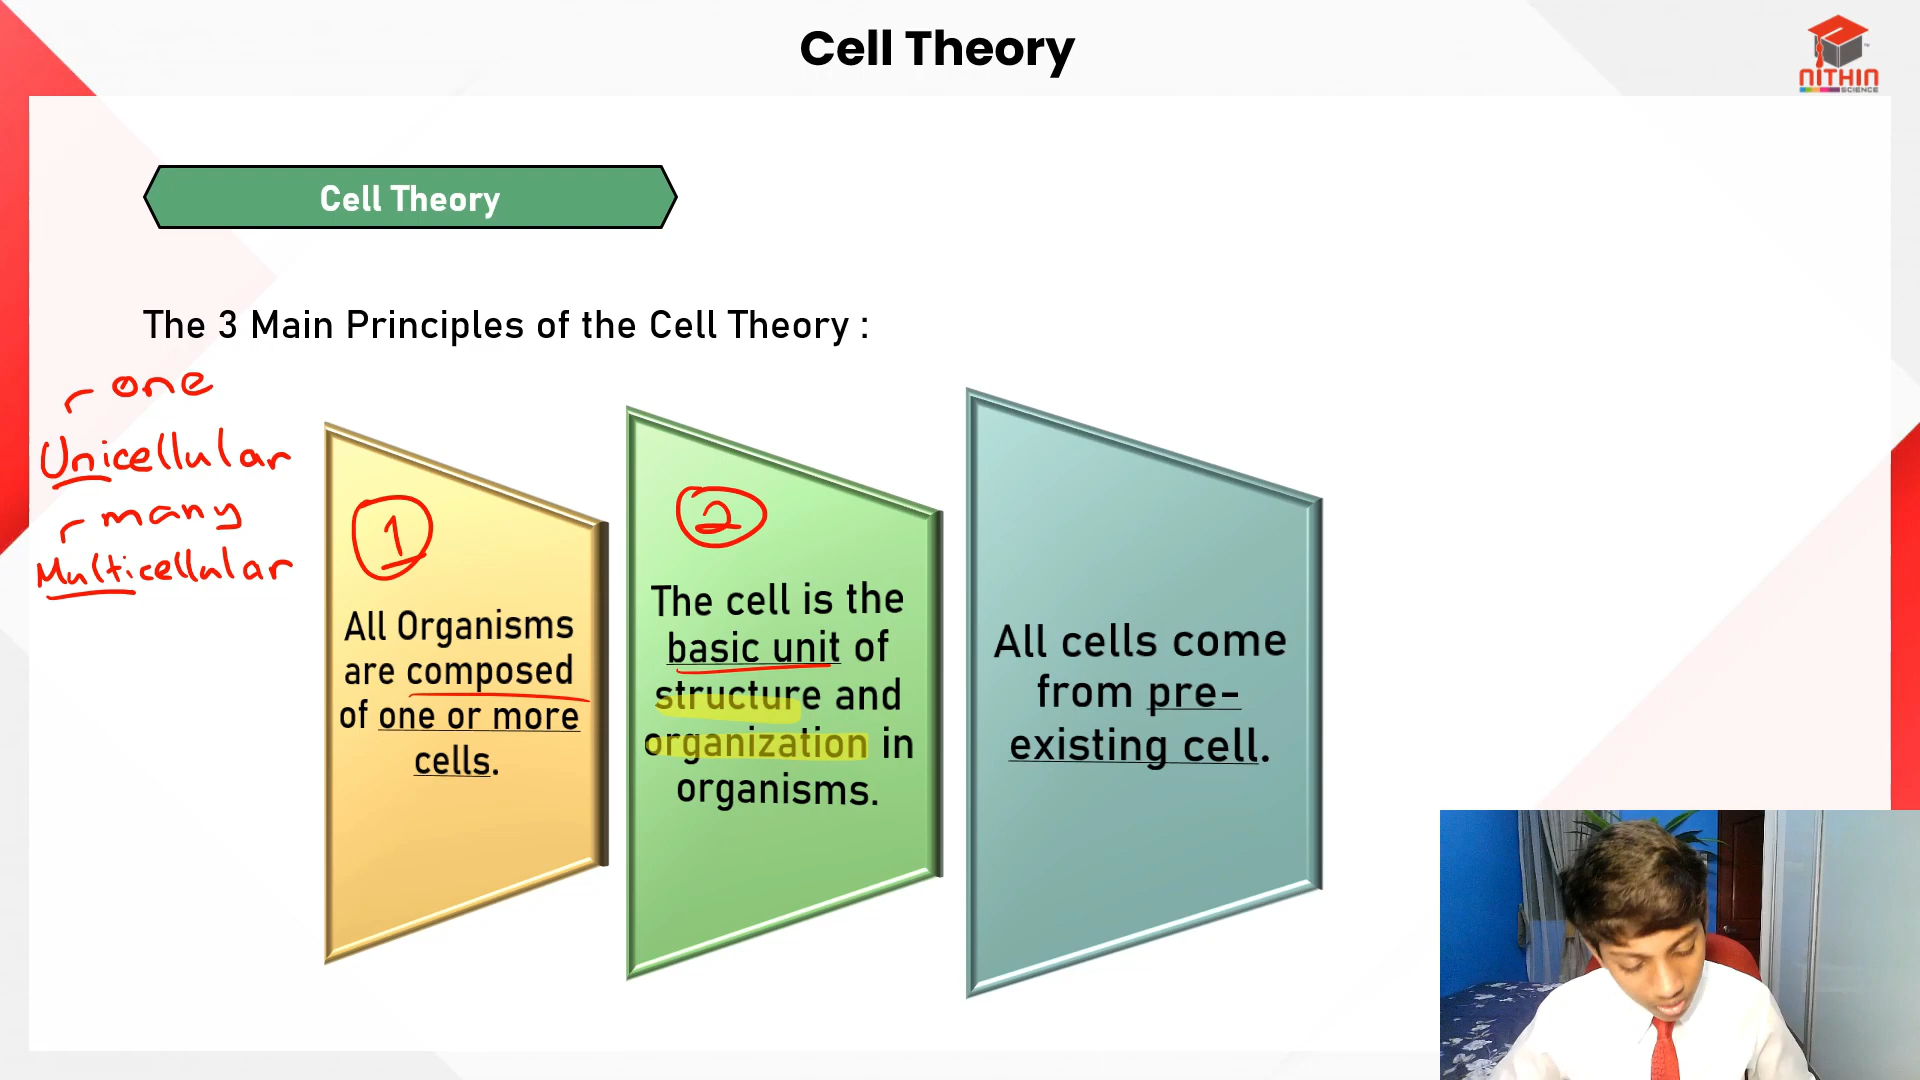 Cell Theory
NITHIN
SCIENCE
Cell Theory
The 3 Main Principles of the Cell Theory :
one
Unicellular
many
Multicellular
1
All Organisms
are composed
of one or more
cells.
2
The cell is the
basic unit of
structure and
organization in
organisms.
All cells come
from pre-
existing cell.